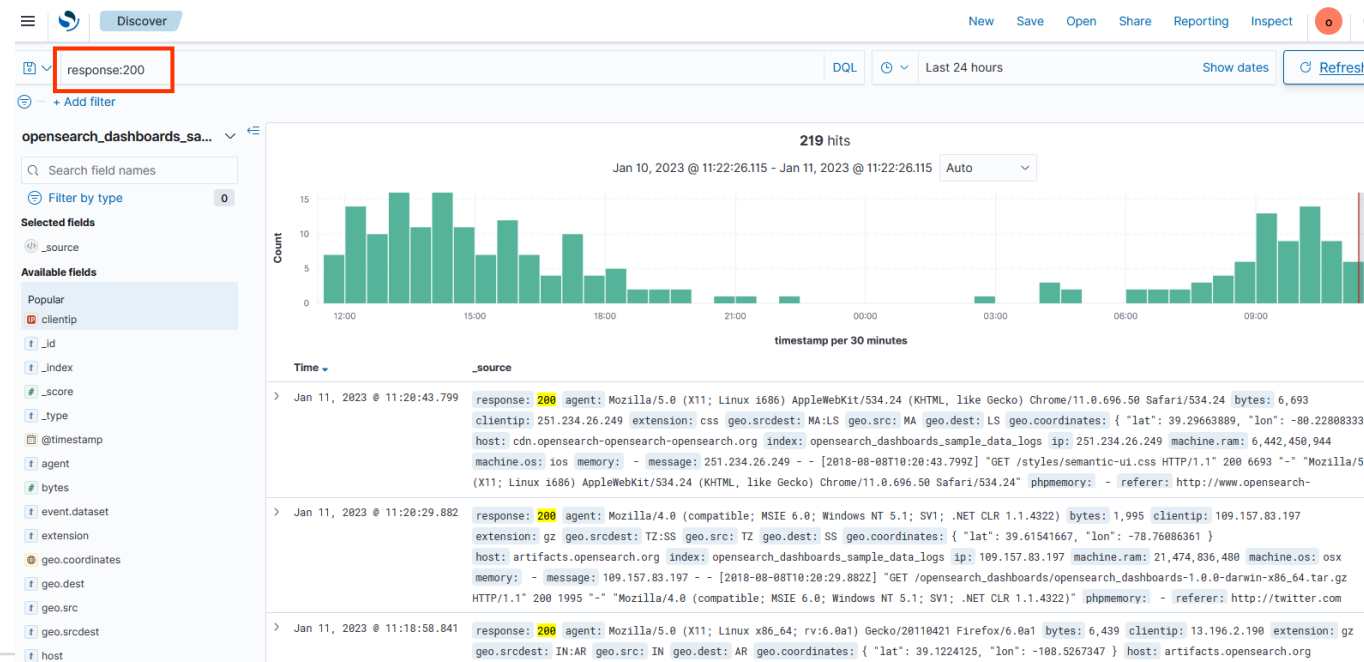 Discover New Save Open Share Reporting Inspect o
response:200 DQL Last 24 hours Show dates Refresh
+ Add filter
opensearch_dashboards_sa...
Search field names
Filter by type 0
Selected fields
_source
Available fields
Popular
IP clientip
t _id
t _index
# _score
t _type
@timestamp
t agent
# bytes
t event.dataset
t extension
geo.coordinates
t geo.dest
t geo.src
t geo.srcdest
t host
219 hits
Jan 10, 2023 @ 11:22:26.115 - Jan 11, 2023 @ 11:22:26.115 Auto
Count
15
10
5
0
12:00 15:00 18:00 21:00 00:00 03:00 06:00 09:00
timestamp per 30 minutes
Time _source
Jan 11, 2023 @ 11:20:43.799 response: 200 agent: Mozilla/5.0 (X11; Linux i686) AppleWebKit/534.24 (KHTML, like Gecko) Chrome/11.0.696.50 Safari/534.24 bytes: 6,693
clientip: 251.234.26.249 extension: css geo.srcdest: MA:LS geo.src: MA geo.dest: LS geo.coordinates: { "lat": 39.29663889, "lon": -80.22808333
host: cdn.opensearch-opensearch-opensearch.org index: opensearch_dashboards_sample_data_logs ip: 251.234.26.249 machine.ram: 6,442,450,944
machine.os: ios memory: - message: 251.234.26.249 - - [2018-08-08T10:20:43.799Z] "GET /styles/semantic-ui.css HTTP/1.1" 200 6693 "-" "Mozilla/5
(X11; Linux i686) AppleWebKit/534.24 (KHTML, like Gecko) Chrome/11.0.696.50 Safari/534.24" phpmemory: - referer: http://www.opensearch-
Jan 11, 2023 @ 11:20:29.882 response: 200 agent: Mozilla/4.0 (compatible; MSIE 6.0; Windows NT 5.1; SV1; .NET CLR 1.1.4322) bytes: 1,995 clientip: 109.157.83.197
extension: gz geo.srcdest: TZ:SS geo.src: TZ geo.dest: SS geo.coordinates: { "lat": 39.61541667, "lon": -78.76086361 }
host: artifacts.opensearch.org index: opensearch_dashboards_sample_data_logs ip: 109.157.83.197 machine.ram: 21,474,836,480 machine.os: osx
memory: - message: 109.157.83.197 - - [2018-08-08T10:20:29.882Z] "GET /opensearch_dashboards/opensearch_dashboards-1.0.0-darwin-x86_64.tar.gz
HTTP/1.1" 200 1995 "-" "Mozilla/4.0 (compatible; MSIE 6.0; Windows NT 5.1; SV1; .NET CLR 1.1.4322)" phpmemory: - referer: http://twitter.com
Jan 11, 2023 @ 11:18:58.841 response: 200 agent: Mozilla/5.0 (X11; Linux x86_64; rv:6.0a1) Gecko/20110421 Firefox/6.0a1 bytes: 6,439 clientip: 13.196.2.190 extension: gz
geo.srcdest: IN:AR geo.src: IN geo.dest: AR geo.coordinates: { "lat": 39.1224125, "lon": -108.5267347 } host: artifacts.opensearch.org